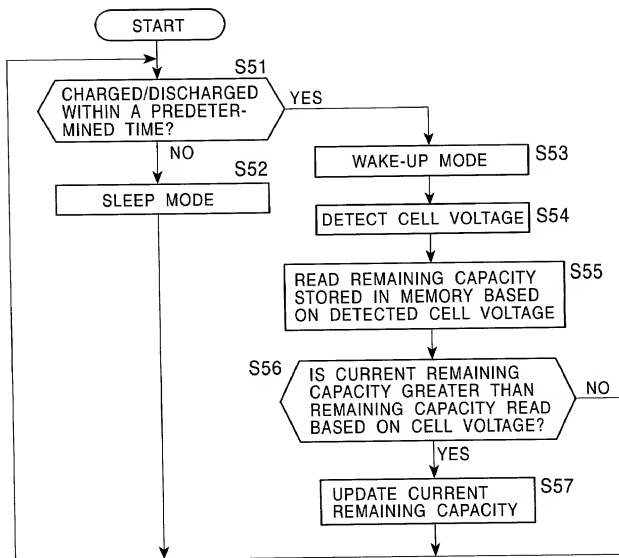 START
S51
CHARGED/DISCHARGED
WITHIN A PREDETER-
MINED TIME?
YES
NO
S52
SLEEP MODE
WAKE-UP MODE
S53
DETECT CELL VOLTAGE
S54
S55
READ REMAINING CAPACITY
STORED IN MEMORY BASED
ON DETECTED CELL VOLTAGE
S56
IS CURRENT REMAINING
CAPACITY GREATER THAN
REMAINING CAPACITY READ
BASED ON CELL VOLTAGE?
NO
YES
UPDATE CURRENT
REMAINING CAPACITY
S57